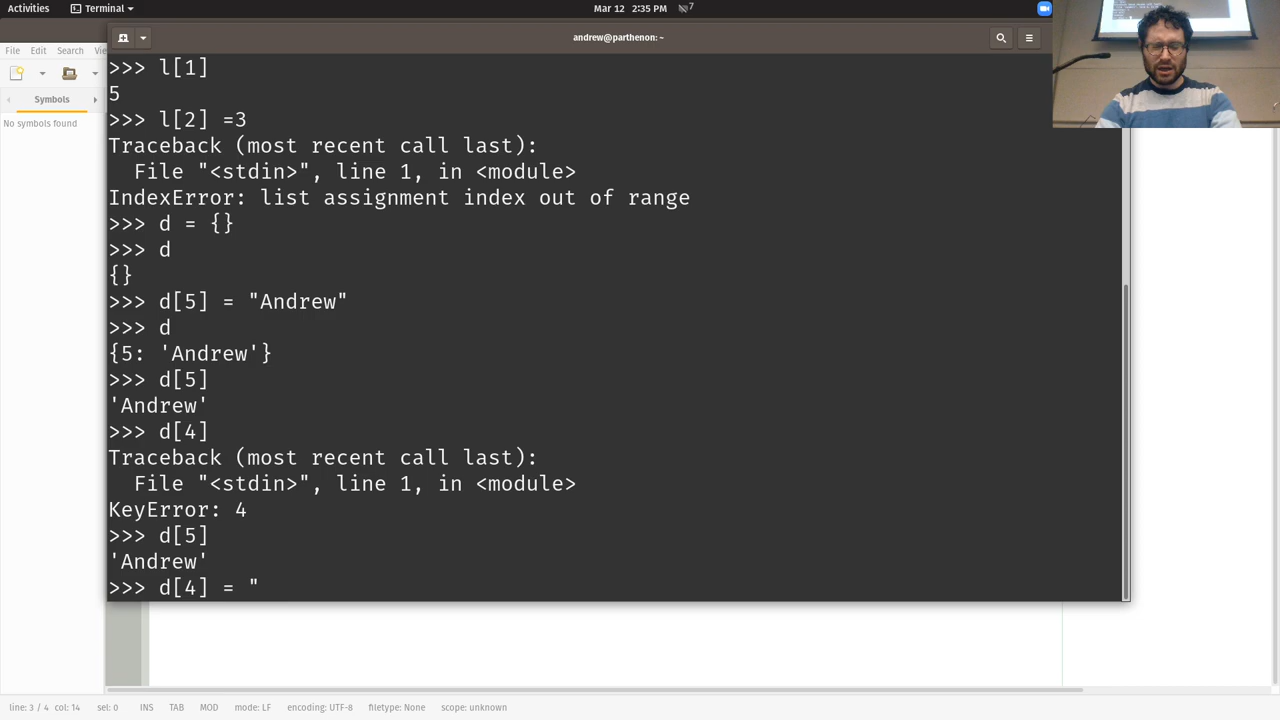 Activities
Terminal
Mar 12 2:35 PM
7
andrew@parthenon: ~
File Edit Search
Symbols
No symbols found
>>> l[1]
5
>>> l[2] =3
Traceback (most recent call last):
  File "<stdin>", line 1, in <module>
IndexError: list assignment index out of range
>>> d = {}
>>> d
{}
>>> d[5] = "Andrew"
>>> d
{5: 'Andrew'}
>>> d[5]
'Andrew'
>>> d[4]
Traceback (most recent call last):
  File "<stdin>", line 1, in <module>
KeyError: 4
>>> d[5]
'Andrew'
>>> d[4] = "
line: 3 / 4 col: 14 sel: 0 INS TAB MOD mode: LF encoding: UTF-8 filetype: None scope: unknown